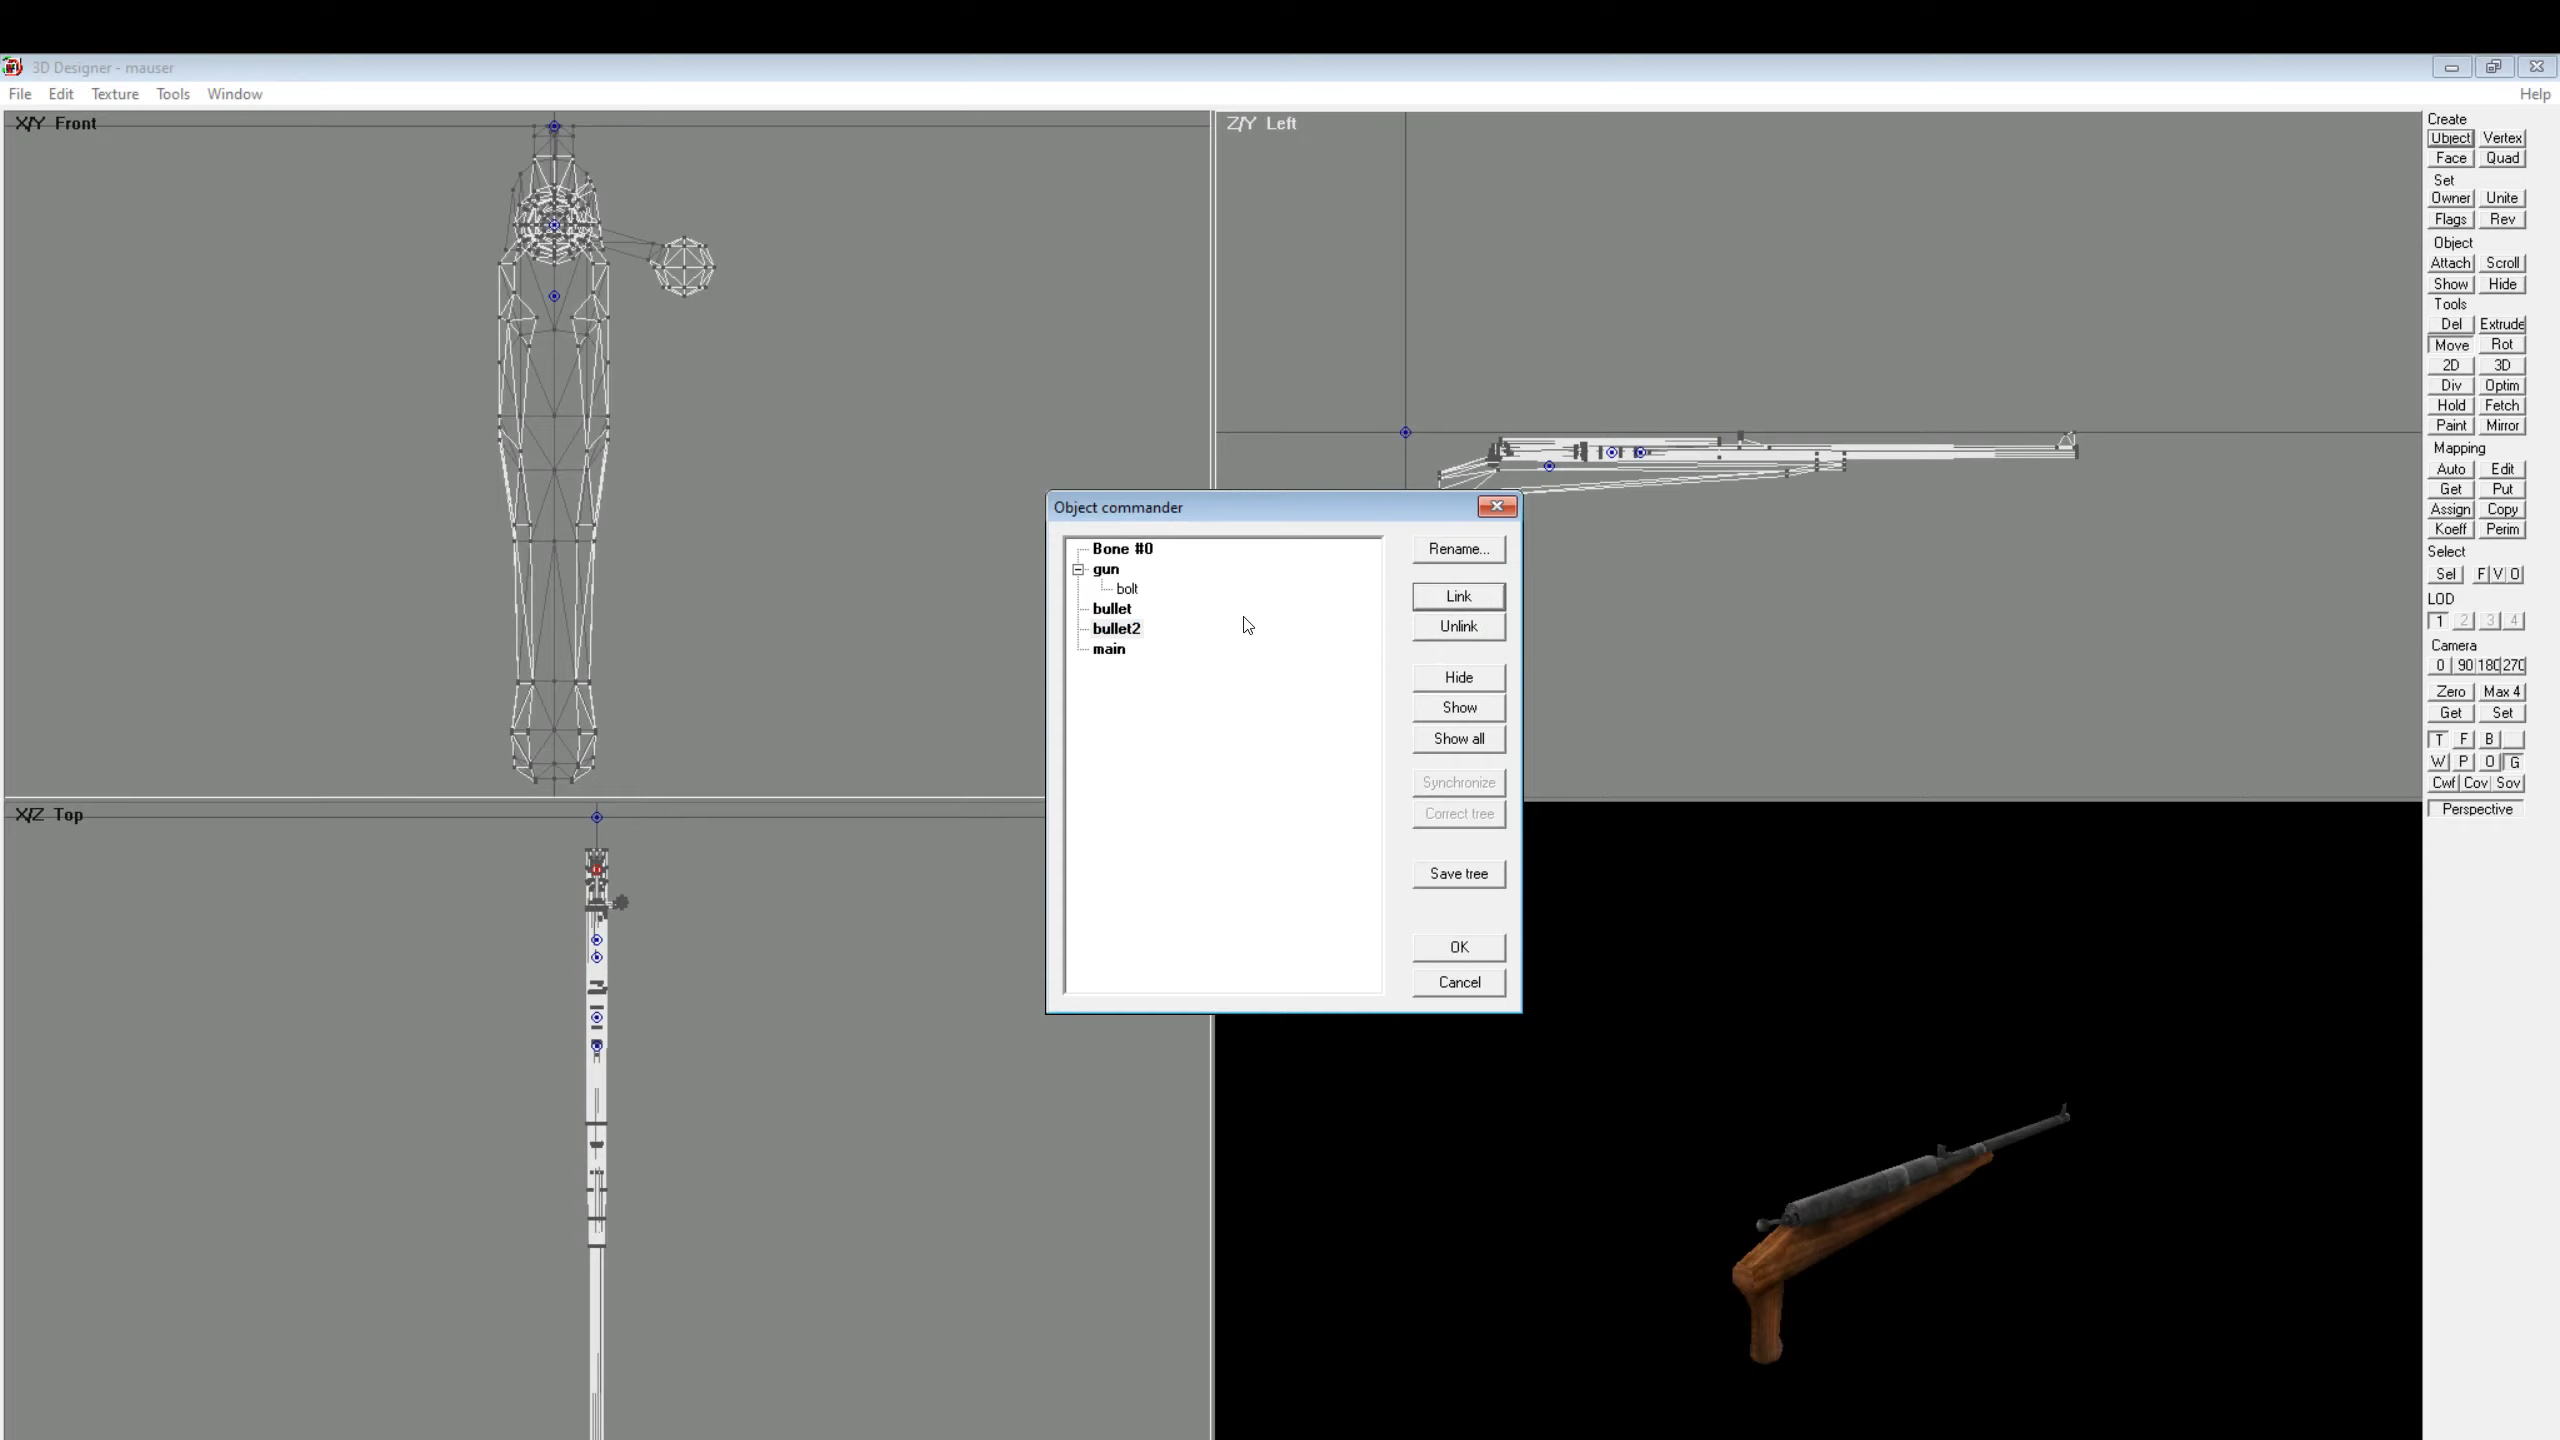 3D Designer - mauser
File Edit Texture Tools Window Help
X/Y Front
Z/Y Left
X/Z Top
Object commander
Bone #0
gun
bolt
bullet
bullet2
main
Rename...
Link
Unlink
Hide
Show
Show all
Synchronize
Correct tree
Save tree
OK
Cancel
Create
Object Vertex
Face Quad
Set
Owner Unite
Flags Rev
Object
Attach Scroll
Show Hide
Tools
Del Extrude
Move Rot
2D 3D
Div Optim
Hold Fetch
Paint Mirror
Mapping
Auto Edit
Get Put
Assign Copy
Koeff Perim
Select
Sel F V O
LOD
1 2 3 4
Camera
0 90 180 270
Zero Max 4
Get Set
T F B
W P O G
Cwf Cov Sov
Perspective